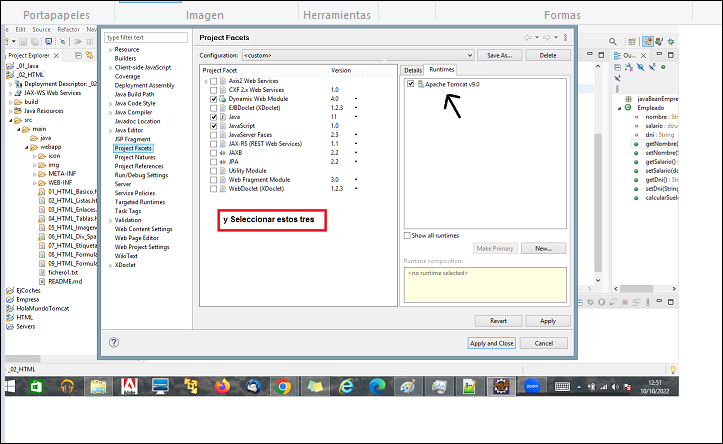 Portapapeles
Imagen
Herramientas
Formas
File Edit Source Refactor Navig
Project Explorer
_01_Java
_02_HTML
Deployment Descriptor: _02
JAX-WS Web Services
build
Java Resources
src
main
java
webapp
icon
img
META-INF
WEB-INF
01_HTML_Basico.h
02_HTML_Listas.ht
03_HTML_Enlaces.
04_HTML_Tablas.h
05_HTML_Imagene
06_HTML_Div_Spa
07_HTML_Etiqueta
08_HTML_Formula
09_HTML_Formula
fichero1.txt
README.md
EjCoches
Empresa
HolaMundoTomcat
HTML
Servers
_02_HTML
type filter text
Resource
Builders
Client-side JavaScript
Coverage
Deployment Assembly
Java Build Path
Java Code Style
Java Compiler
Javadoc Location
Java Editor
JSP Fragment
Project Facets
Project Natures
Project References
Run/Debug Settings
Server
Service Policies
Targeted Runtimes
Task Tags
Validation
Web Content Settings
Web Page Editor
Web Project Settings
WikiText
XDoclet
Project Facets
Configuration: <custom> Save As... Delete
Project Facet Version
Axis2 Web Services
CXF 2.x Web Services 1.0
Dynamic Web Module 4.0
EJBDoclet (XDoclet) 1.2.3
Java 11
JavaScript 1.0
JavaServer Faces 2.3
JAX-RS (REST Web Services) 1.1
JAXB 2.2
JPA 2.2
Utility Module
Web Fragment Module 3.0
WebDoclet (XDoclet) 1.2.3
y Seleccionar estos tres
Details Runtimes
Apache Tomcat v9.0
Show all runtimes
Make Primary New...
Runtime composition:
<no runtime selected>
Revert Apply
Apply and Close Cancel
Ou...
javaBeanEmpre
Empleado
nombre : S
salario : dou
dni : String
getNombre(
setNombre(S
getSalario() :
setSalario(do
getDni() : St
setDni(String
calcularSuelc
zoom
12:51
10/10/2022